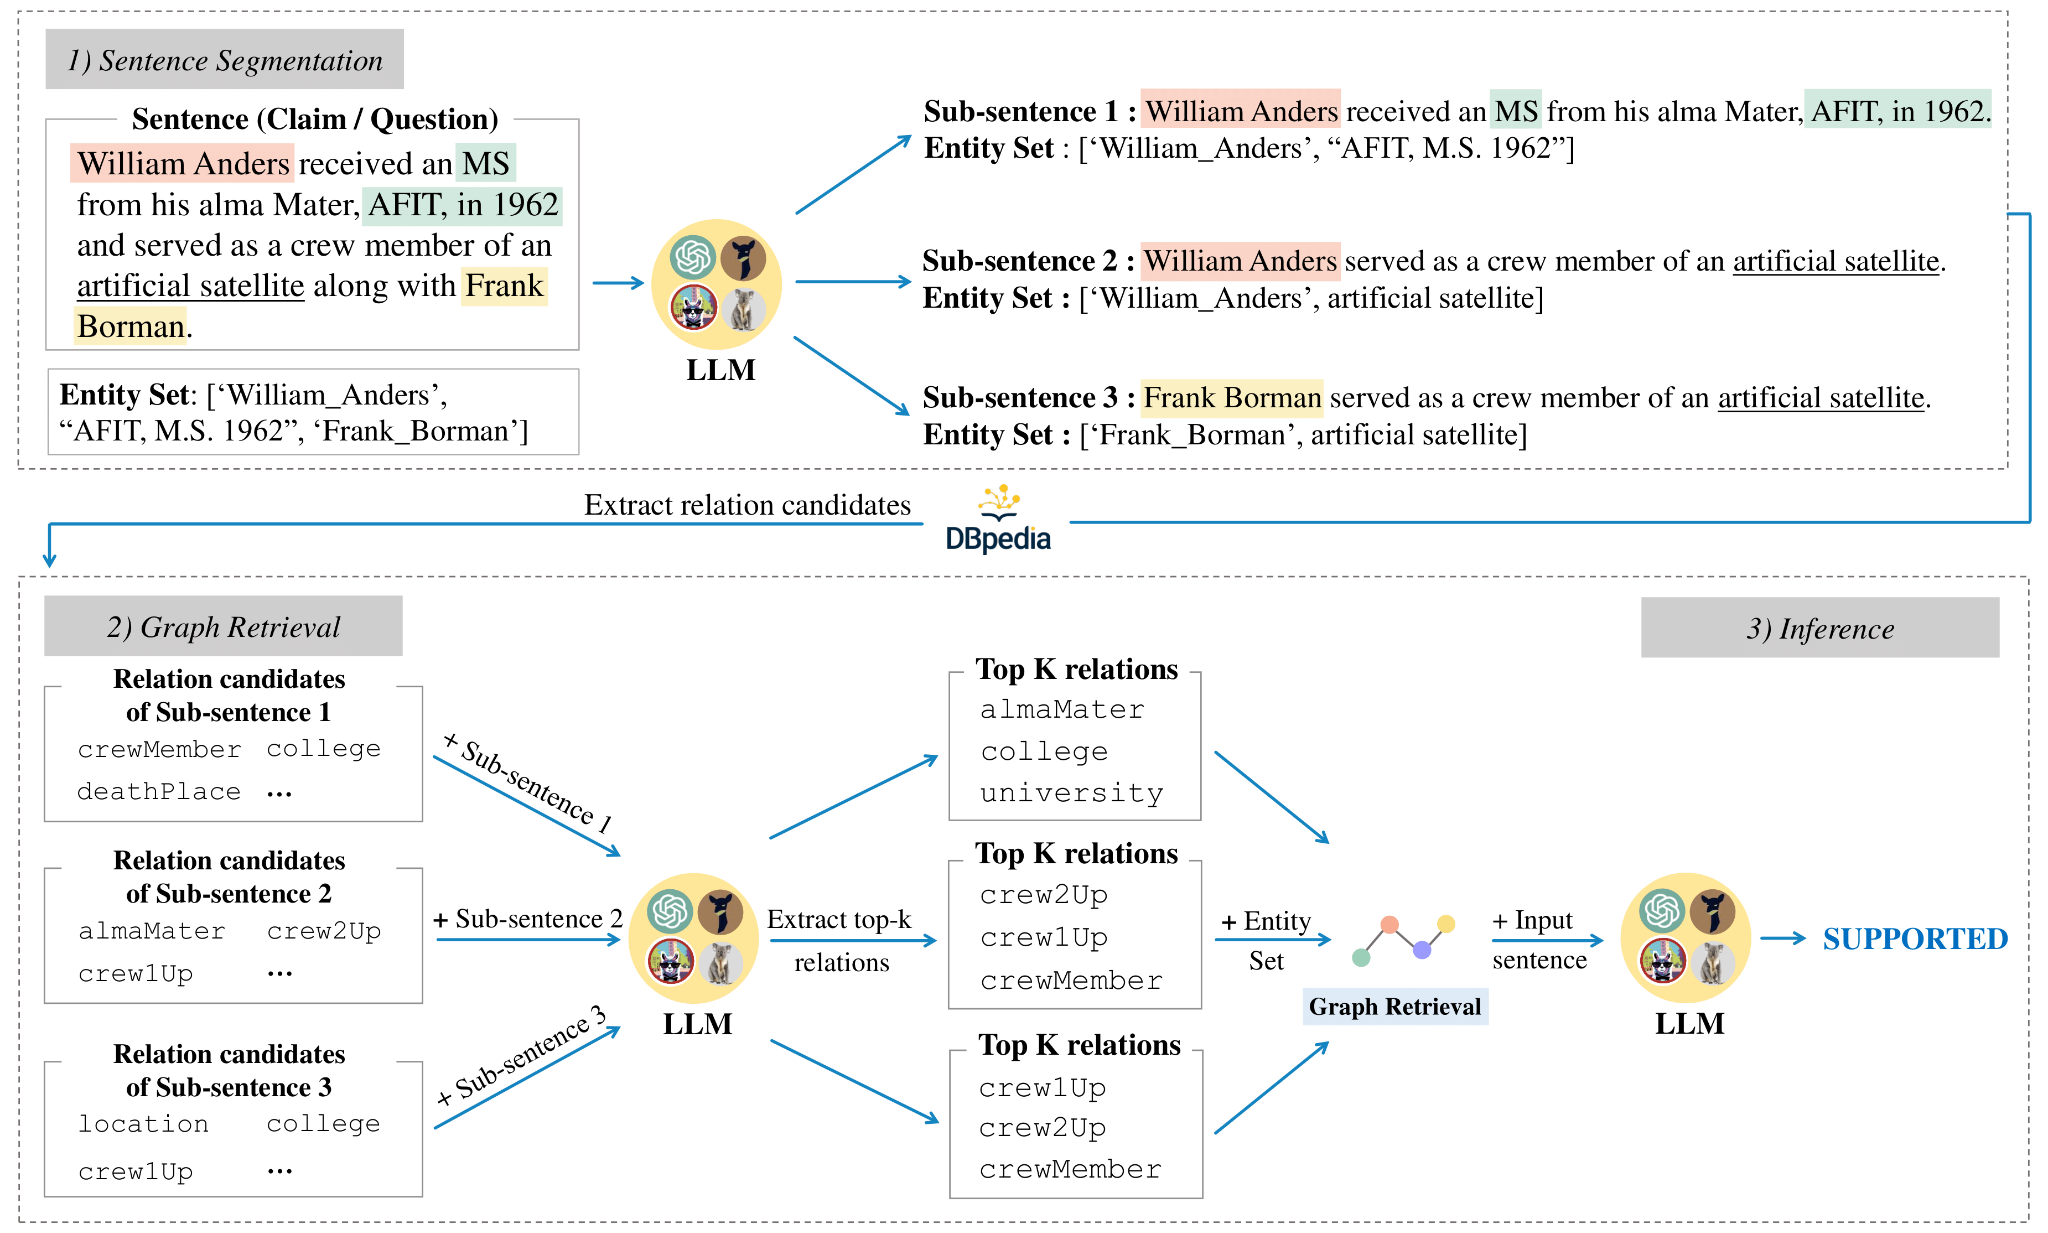 1) Sentence Segmentation
Sentence (Claim / Question)
William Anders received an MS
from his alma Mater, AFIT, in 1962
and served as a crew member of an
artificial satellite along with Frank
Borman.
Entity Set: [‘William_Anders’,
“AFIT, M.S. 1962”, ‘Frank_Borman’]
LLM
Sub-sentence 1 : William Anders received an MS from his alma Mater, AFIT, in 1962.
Entity Set : [‘William_Anders’, “AFIT, M.S. 1962”]
Sub-sentence 2 : William Anders served as a crew member of an artificial satellite.
Entity Set : [‘William_Anders’, artificial satellite]
Sub-sentence 3 : Frank Borman served as a crew member of an artificial satellite.
Entity Set : [‘Frank_Borman’, artificial satellite]
Extract relation candidates
DBpedia
2) Graph Retrieval
3) Inference
Relation candidates
of Sub-sentence 1
crewMember college
deathPlace ...
Relation candidates
of Sub-sentence 2
almaMater crew2Up
crew1Up ...
Relation candidates
of Sub-sentence 3
location college
crew1Up ...
+ Sub-sentence 1
+ Sub-sentence 2
+ Sub-sentence 3
LLM
Extract top-k
relations
Top K relations
almaMater
college
university
Top K relations
crew2Up
crew1Up
crewMember
Top K relations
crew1Up
crew2Up
crewMember
+ Entity
Set
Graph Retrieval
+ Input
sentence
LLM
SUPPORTED